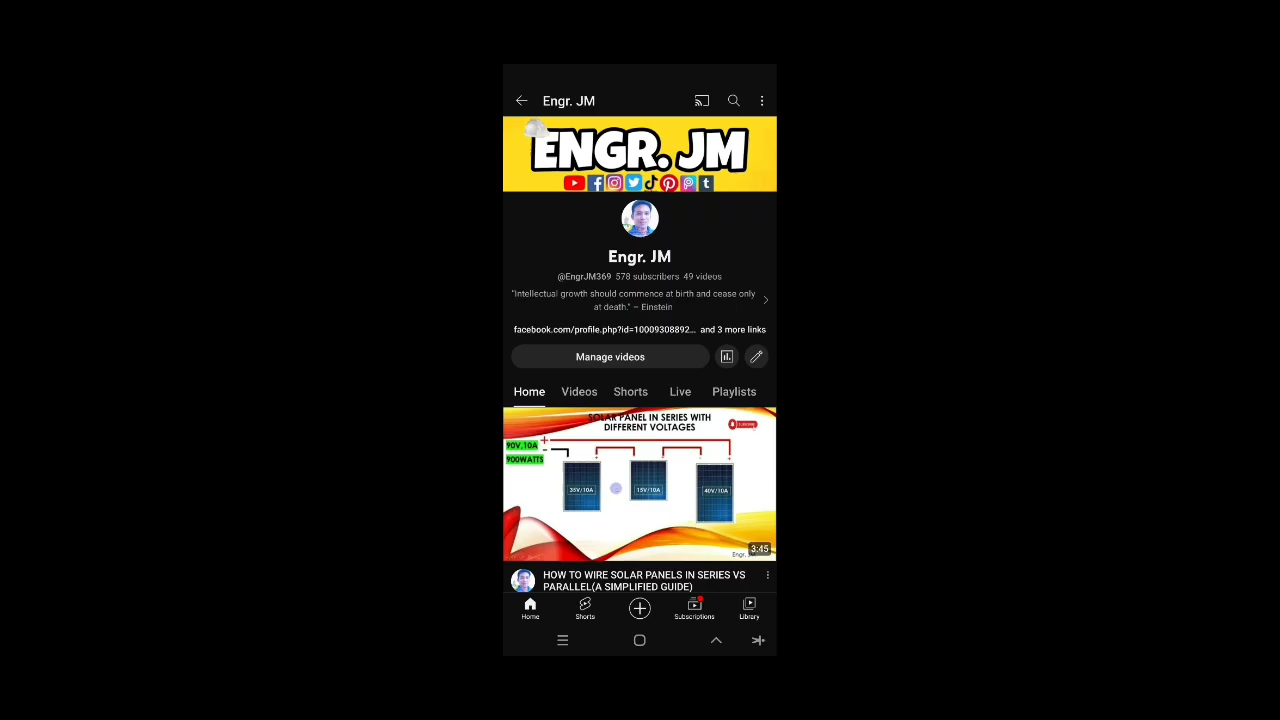 Engr. JM
ENGR. JM
Engr. JM
@EngrJM369 578 subscribers 49 videos
"Intellectual growth should commence at birth and cease only
at death." – Einstein
facebook.com/profile.php?id=10009308892... and 3 more links
Manage videos
Home Videos Shorts Live Playlists
SOLAR PANEL IN SERIES WITH
DIFFERENT VOLTAGES
90V,10A
900WATTS
35V/10A 15V/10A 40V/10A
3:45
HOW TO WIRE SOLAR PANELS IN SERIES VS
PARALLEL(A SIMPLIFIED GUIDE)
Home Shorts Subscriptions Library